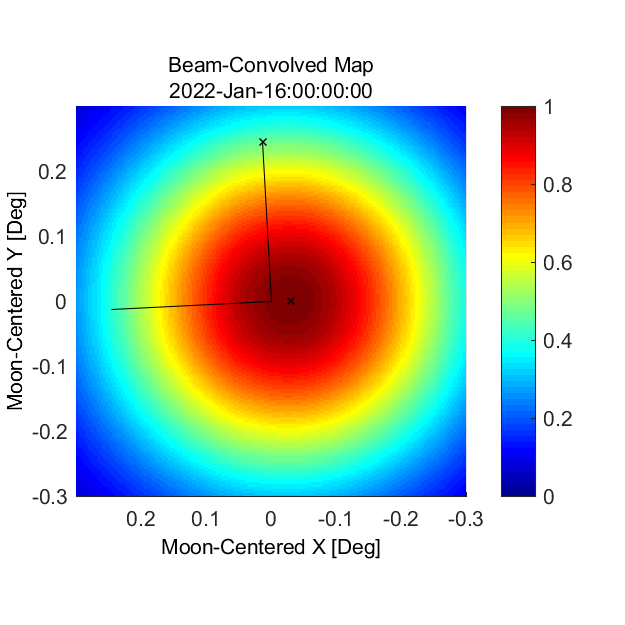 Beam-Convolved Map
2022-Jan-16:00:00:00:00
Moon-Centered Y [Deg]
0.2
0.1
0
-0.1
-0.2
-0.3
0.2 0.1 0 -0.1 -0.2 -0.3
Moon-Centered X [Deg]
1
0.8
0.6
0.4
0.2
0